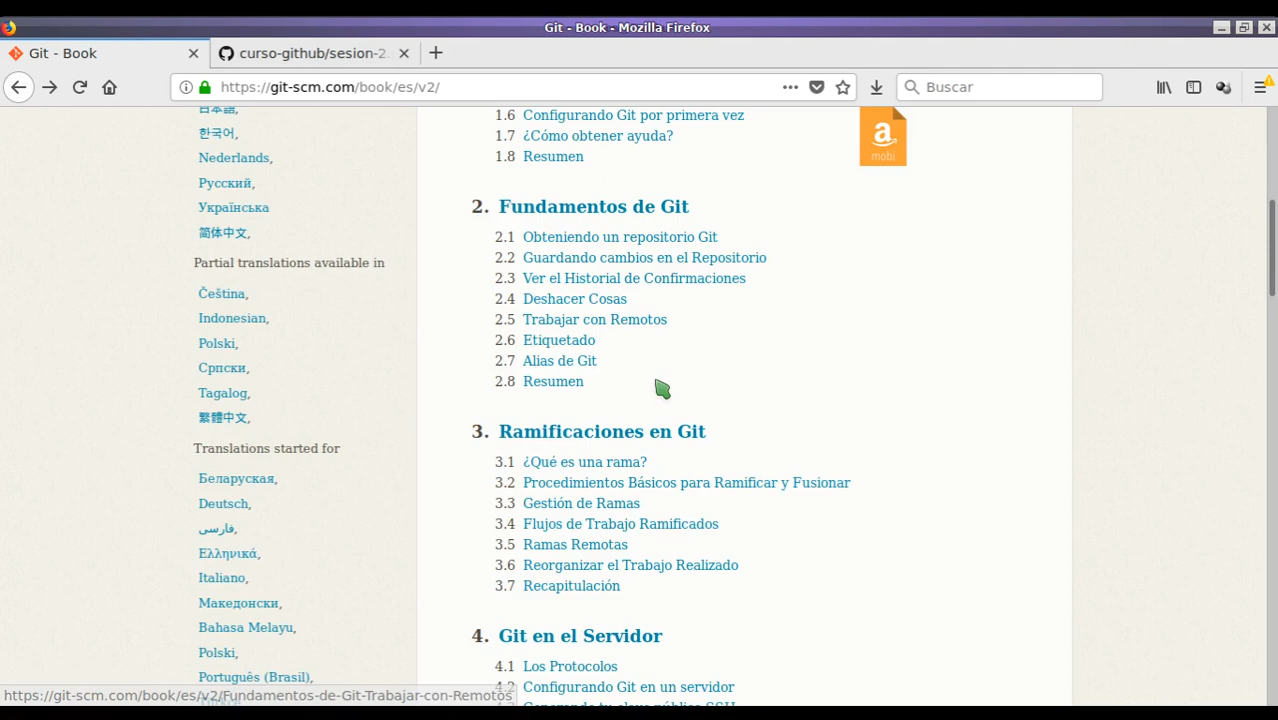 Git - Book - Mozilla Firefox
Git - Book
curso-github/sesion-2.
https://git-scm.com/book/es/v2/
Buscar
日本語,
한국어,
Nederlands,
Русский,
Українська
简体中文,
Partial translations available in
Čeština,
Indonesian,
Polski,
Српски,
Tagalog,
繁體中文,
Translations started for
Беларуская,
Deutsch,
فارسی,
Ελληνικά,
Italiano,
Македонски,
Bahasa Melayu,
Polski,
Português (Brasil),
1.6 Configurando Git por primera vez
1.7 ¿Cómo obtener ayuda?
1.8 Resumen
a
mobi
2. Fundamentos de Git
2.1 Obteniendo un repositorio Git
2.2 Guardando cambios en el Repositorio
2.3 Ver el Historial de Confirmaciones
2.4 Deshacer Cosas
2.5 Trabajar con Remotos
2.6 Etiquetado
2.7 Alias de Git
2.8 Resumen
3. Ramificaciones en Git
3.1 ¿Qué es una rama?
3.2 Procedimientos Básicos para Ramificar y Fusionar
3.3 Gestión de Ramas
3.4 Flujos de Trabajo Ramificados
3.5 Ramas Remotas
3.6 Reorganizar el Trabajo Realizado
3.7 Recapitulación
4. Git en el Servidor
4.1 Los Protocolos
4.2 Configurando Git en un servidor
https://git-scm.com/book/es/v2/Fundamentos-de-Git-Trabajar-con-Remotos